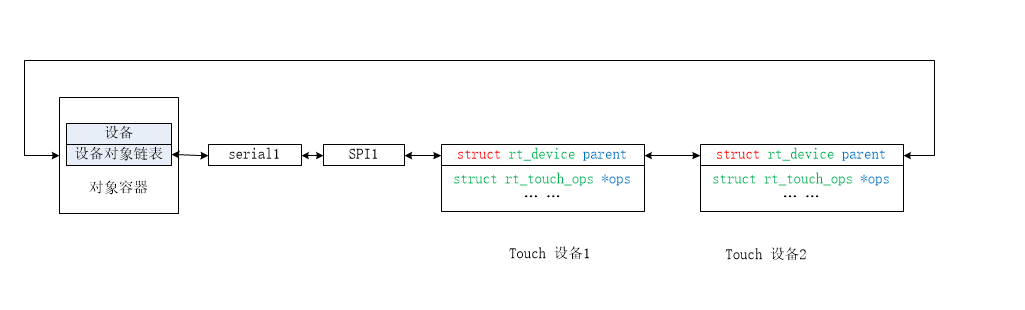 设备
设备对象链表
对象容器
serial1
SPI1
struct rt_device parent
struct rt_touch_ops *ops
… …
struct rt_device parent
struct rt_touch_ops *ops
… …
Touch 设备1
Touch 设备2